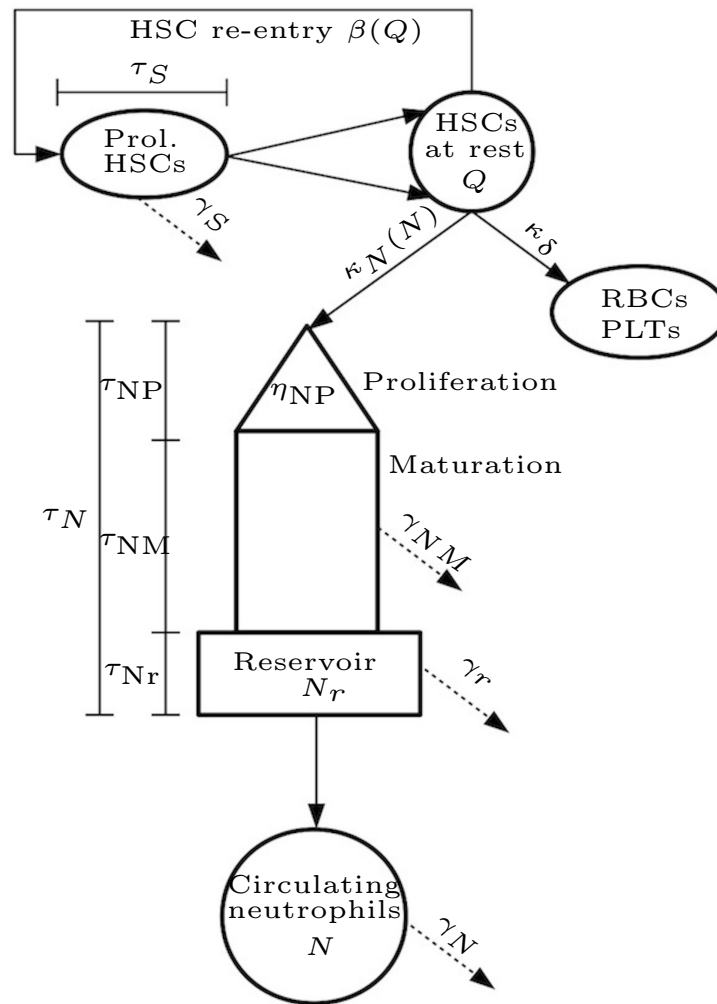 HSC re-entry β(Q)
τ_S
Prol.
HSCs
HSCs
at rest
Q
γ_S
κ_N(N)
κ_δ
RBCs
PLTs
τ_NP
η_NP
Proliferation
Maturation
τ_N
τ_NM
γ_NM
τ_Nr
Reservoir
N_r
γ_r
Circulating
neutrophils
N
γ_N